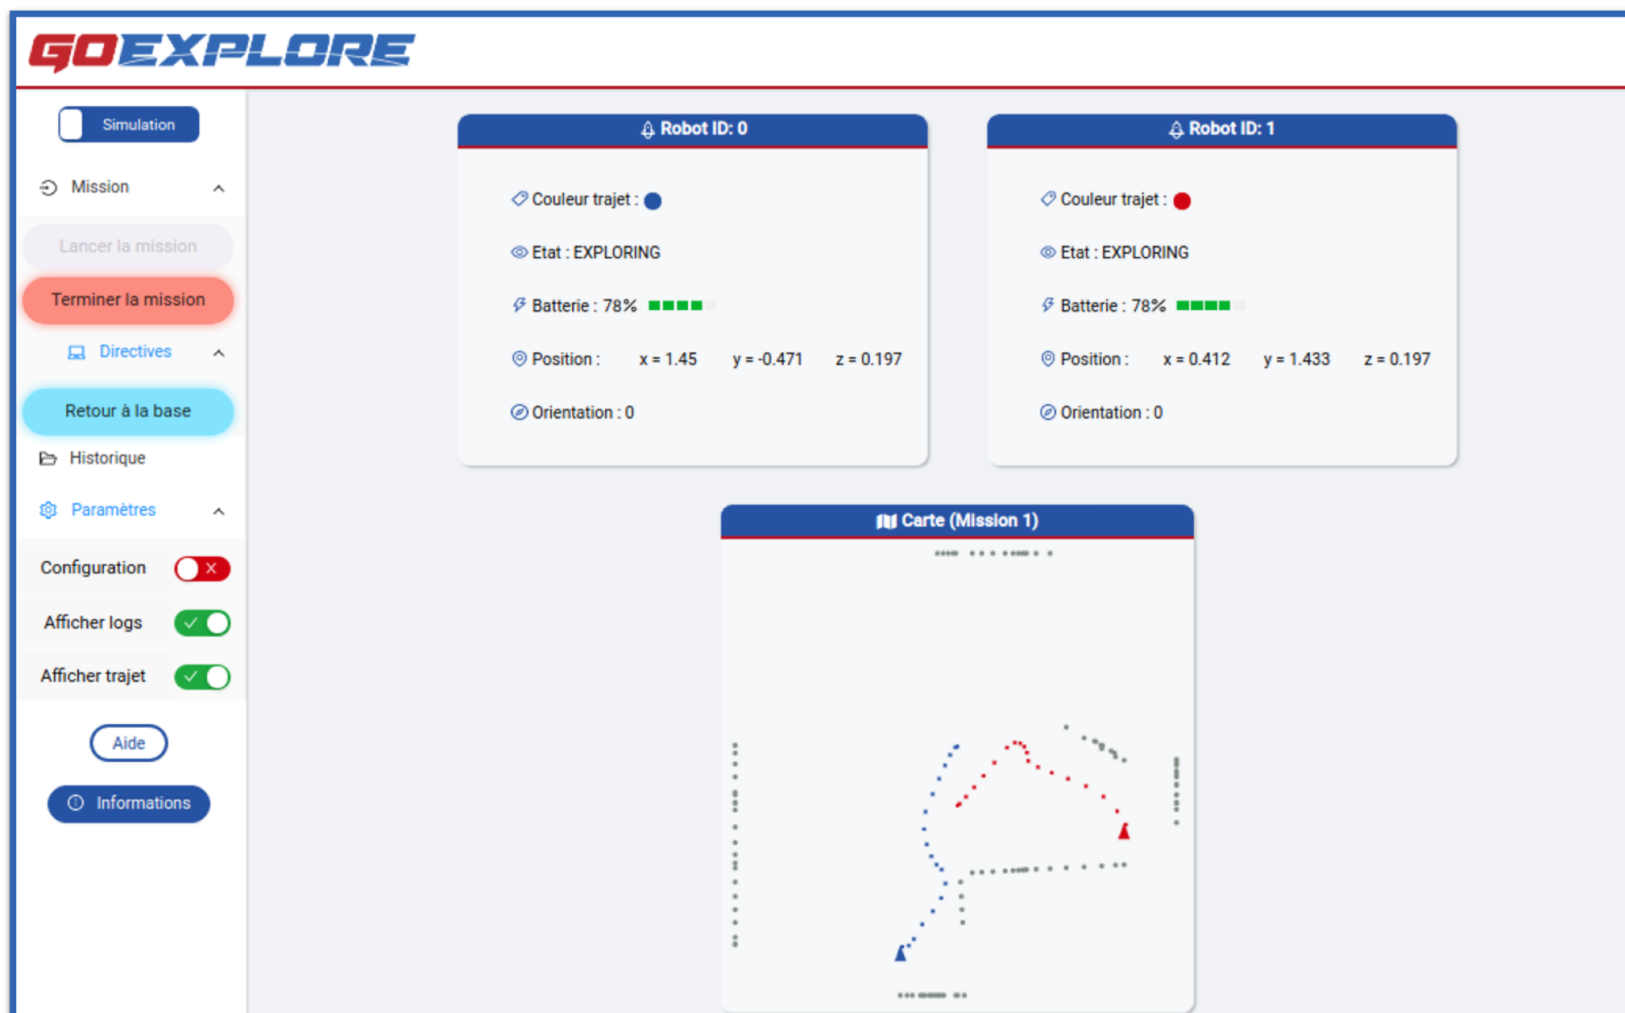 GOEXPLORE
Simulation
Mission
Lancer la mission
Terminer la mission
Directives
Retour à la base
Historique
Paramètres
Configuration
Afficher logs
Afficher trajet
Aide
Informations
Robot ID: 0
Couleur trajet :
Etat : EXPLORING
Batterie : 78%
Position : x = 1.45 y = -0.471 z = 0.197
Orientation : 0
Robot ID: 1
Couleur trajet :
Etat : EXPLORING
Batterie : 78%
Position : x = 0.412 y = 1.433 z = 0.197
Orientation : 0
Carte (Mission 1)